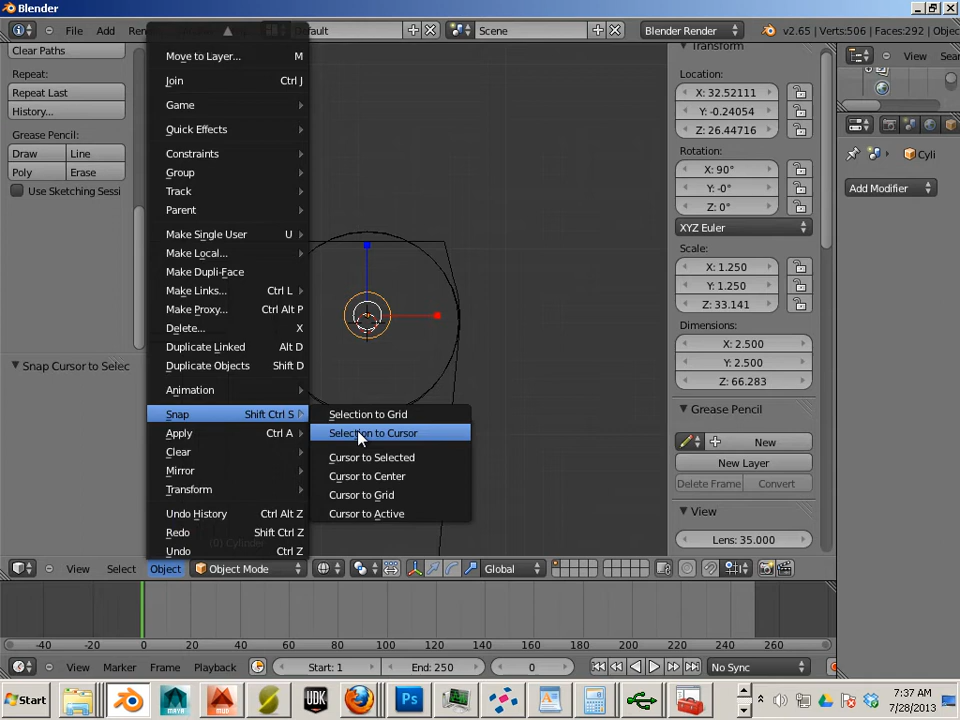 Blender
File
Add
Default
Scene
Blender Render
v2.65 | Verts:506 | Faces:292 | Objec
Clear Paths
Repeat:
Repeat Last
History...
Grease Pencil:
Draw
Line
Poly
Erase
Use Sketching Sessi
Snap Cursor to Selec
Move to Layer... M
Join Ctrl J
Game
Quick Effects
Constraints
Group
Track
Parent
Make Single User U
Make Local...
Make Dupli-Face
Make Links... Ctrl L
Make Proxy... Ctrl Alt P
Delete... X
Duplicate Linked Alt D
Duplicate Objects Shift D
Animation
Snap Shift Ctrl S
Apply Ctrl A
Clear
Mirror
Transform
Undo History Ctrl Alt Z
Redo Shift Ctrl Z
Undo Ctrl Z
Selection to Grid
Selection to Cursor
Cursor to Selected
Cursor to Center
Cursor to Grid
Cursor to Active
Transform
Location:
X: 32.52111
Y: -0.24054
Z: 26.44716
Rotation:
X: 90°
Y: -0°
Z: 0°
XYZ Euler
Scale:
X: 1.250
Y: 1.250
Z: 33.141
Dimensions:
X: 2.500
Y: 2.500
Z: 66.283
Grease Pencil
New
New Layer
Delete Frame
Convert
View
Lens: 35.000
View
Sear
Cyli
Add Modifier
View
Select
Object
Object Mode
Global
-40 -20 0 20 40 60 80 100 120 140 160 180 200 220 240 260
View
Marker
Frame
Playback
Start: 1
End: 250
0
No Sync
Start
MAYA
MUD
UDK
Ps
7:37 AM
7/28/2013